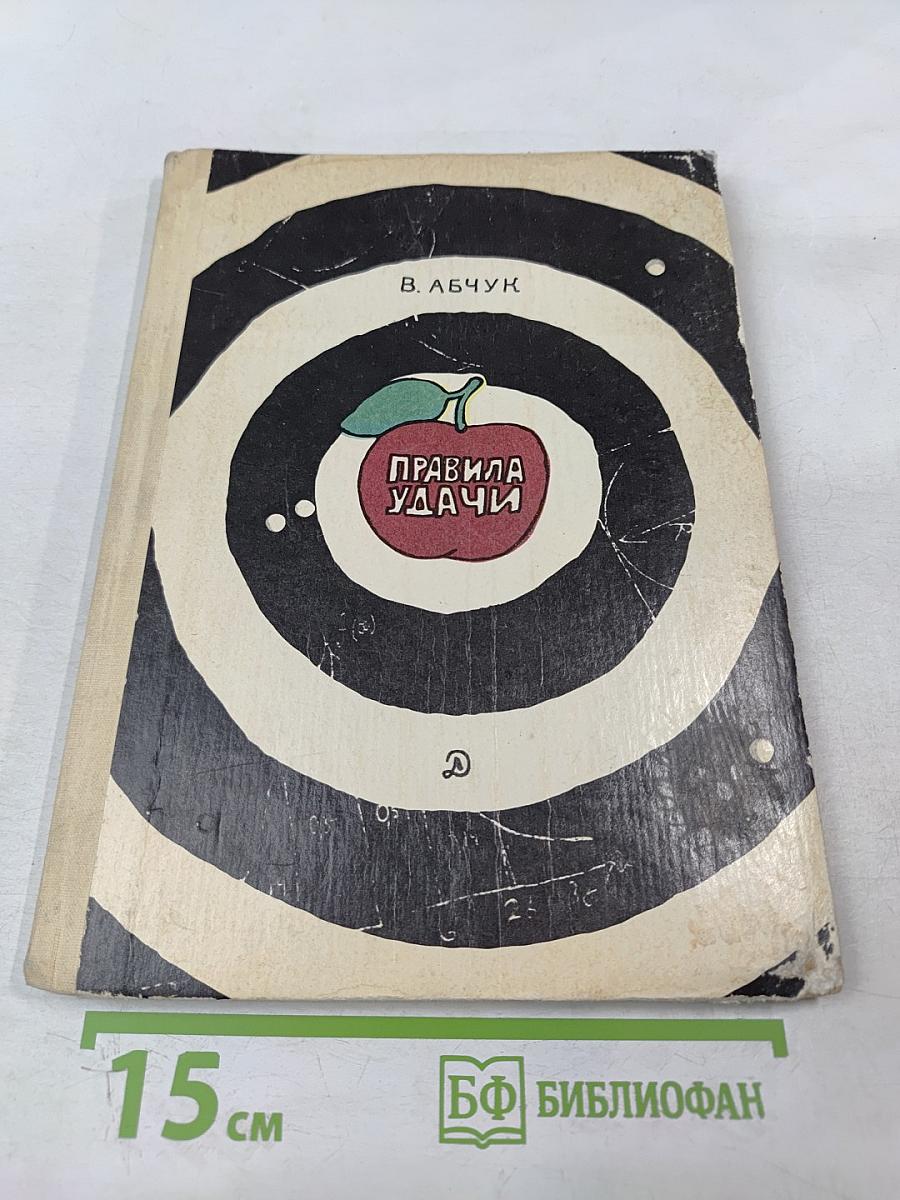 В. АБЧУК
ПРАВИЛА
УДАЧИ
Д
15 см
БФ БИБЛИОФАН